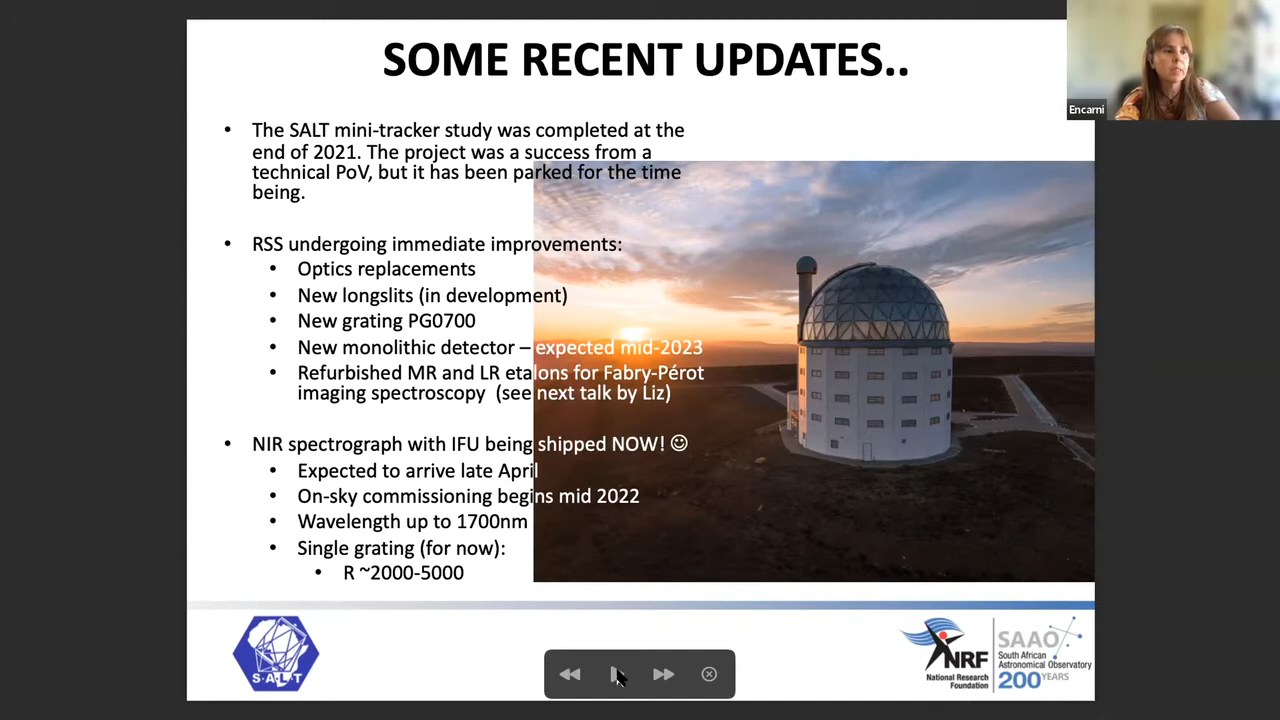 SOME RECENT UPDATES..
Encarni
• The SALT mini-tracker study was completed at the
end of 2021. The project was a success from a
technical PoV, but it has been parked for the time
being.
• RSS undergoing immediate improvements:
• Optics replacements
• New longslits (in development)
• New grating PG0700
• New monolithic detector – expected mid-2023
• Refurbished MR and LR etalons for Fabry-Pérot
imaging spectroscopy (see next talk by Liz)
• NIR spectrograph with IFU being shipped NOW! ☺
• Expected to arrive late April
• On-sky commissioning begins mid 2022
• Wavelength up to 1700nm
• Single grating (for now):
• R ~2000-5000
SALT
NRF
National Research
Foundation
SAAO
South African
Astronomical Observatory
200 YEARS